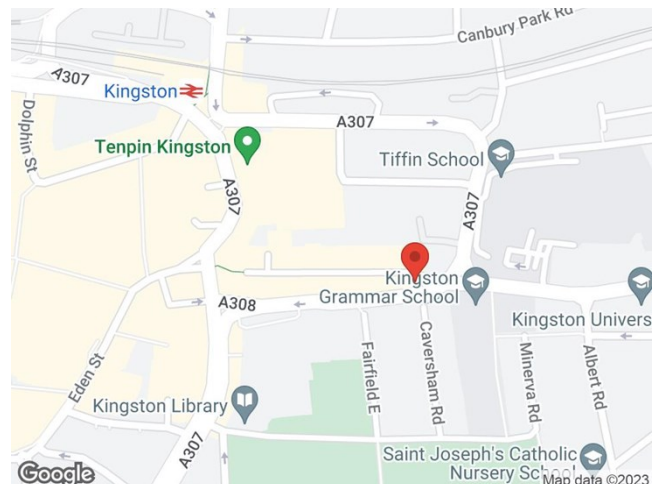 Canbury Park Rd
A307
Kingston
A307
Dolphin St
Tenpin Kingston
Tiffin School
A307
A307
Kingston
Grammar School
A308
Kingston Univers
Caversham Rd
Fairfield E
Minerva Rd
Albert Rd
Eden St
Kingston Library
A307
Saint Joseph's Catholic
Nursery School
Google
Map data ©2023